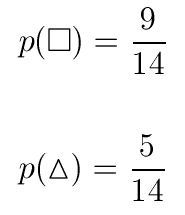 p(□) = 9/14
p(△) = 5/14